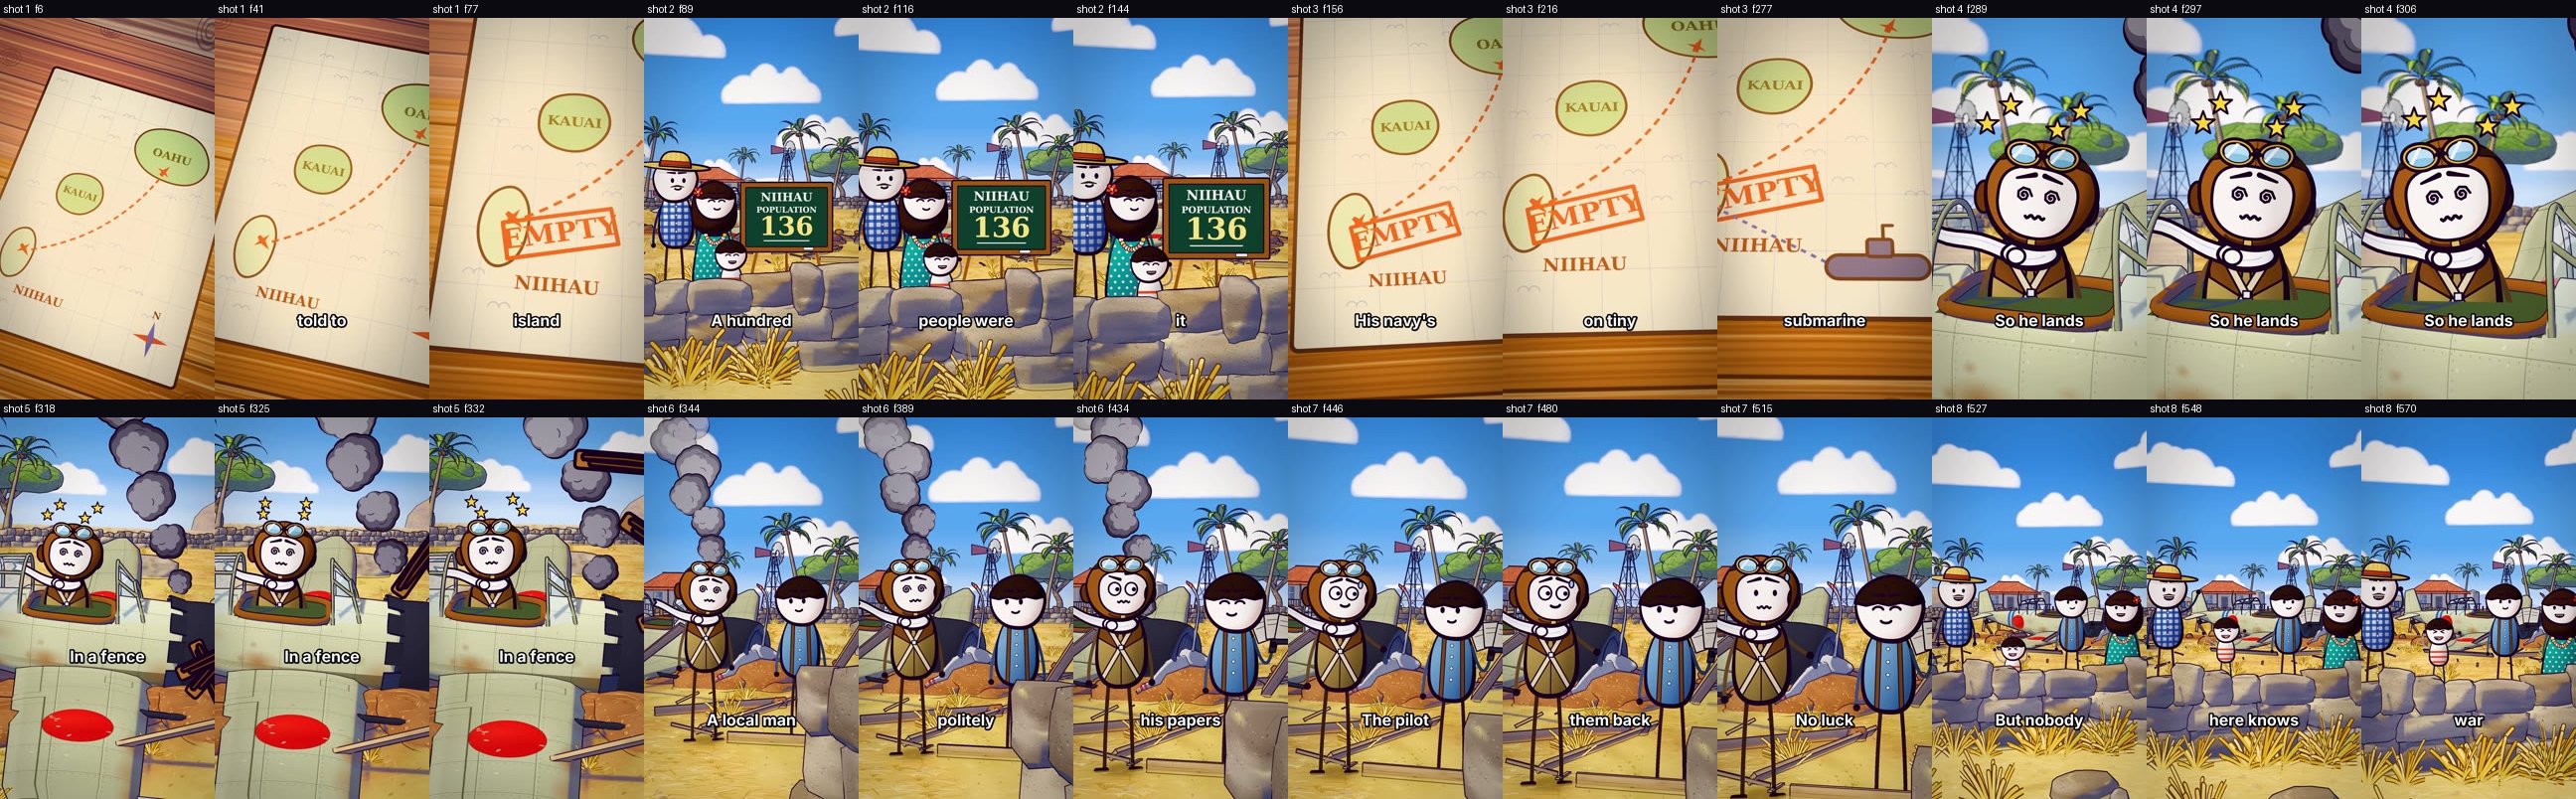 shot 1 f6
shot 1 f41
shot 1 f77
shot 2 f89
shot 2 f116
shot 2 f144
shot 3 f156
shot 3 f216
shot 3 f277
shot 4 f289
shot 4 f297
shot 4 f306
OAHU
KAUAI
NIIHAU
N
OA
KAUAI
NIIHAU
told to
KAUAI
EMPTY
NIIHAU
island
NIIHAU
POPULATION
136
A hundred
NIIHAU
POPULATION
136
people were
NIIHAU
POPULATION
136
it
OA
KAUAI
EMPTY
NIIHAU
His navy's
OAHU
KAUAI
EMPTY
NIIHAU
on tiny
KAUAI
EMPTY
NIIHAU
submarine
So he lands
So he lands
So he lands
shot 5 f318
shot 5 f325
shot 5 f332
shot 6 f344
shot 6 f389
shot 6 f434
shot 7 f446
shot 7 f480
shot 7 f515
shot 8 f527
shot 8 f548
shot 8 f570
In a fence
In a fence
In a fence
A local man
politely
his papers
The pilot
them back
No luck
But nobody
here knows
war